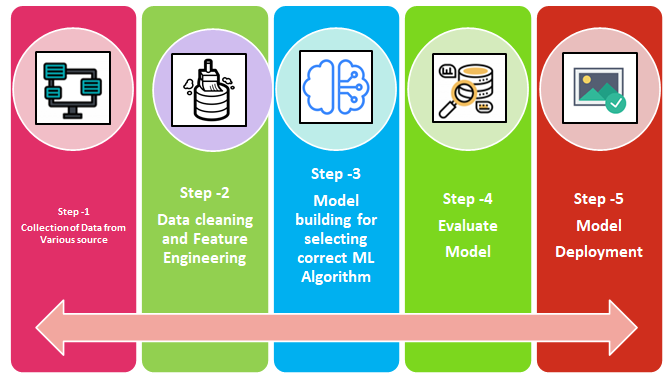 Step -1
Collection of Data from
Various source
Step -2
Data cleaning
and Feature
Engineering
Step -3
Model
building for
selecting
correct ML
Algorithm
Step -4
Evaluate
Model
Step -5
Model
Deployment